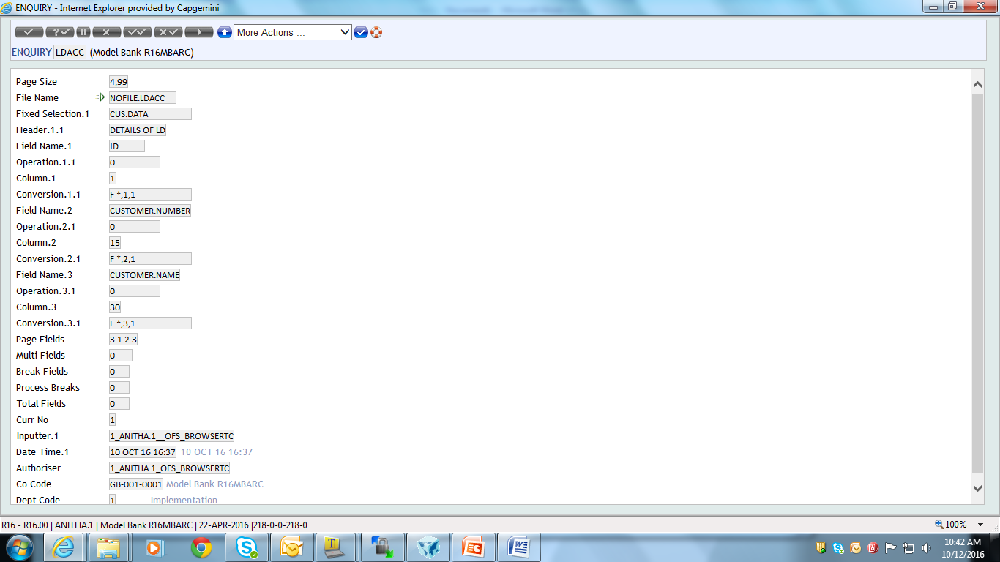 ENQUIRY - Internet Explorer provided by Capgemini
More Actions ...
ENQUIRY LDACC (Model Bank R16MBARC)
Page Size 4,99
File Name NOFILE.LDACC
Fixed Selection.1 CUS.DATA
Header.1.1 DETAILS OF LD
Field Name.1 ID
Operation.1.1 0
Column.1 1
Conversion.1.1 F *,1,1
Field Name.2 CUSTOMER.NUMBER
Operation.2.1 0
Column.2 15
Conversion.2.1 F *,2,1
Field Name.3 CUSTOMER.NAME
Operation.3.1 0
Column.3 30
Conversion.3.1 F *,3,1
Page Fields 3 1 2 3
Multi Fields 0
Break Fields 0
Process Breaks 0
Total Fields 0
Curr No 1
Inputter.1 1_ANITHA.1__OFS_BROWSERTC
Date Time.1 10 OCT 16 16:37 10 OCT 16 16:37
Authoriser 1_ANITHA.1_OFS_BROWSERTC
Co Code GB-001-0001 Model Bank R16MBARC
Dept Code 1 Implementation
R16 - R16.00 | ANITHA.1 | Model Bank R16MBARC | 22-APR-2016 |218-0-0-218-0
100%
10:42 AM
10/12/2016